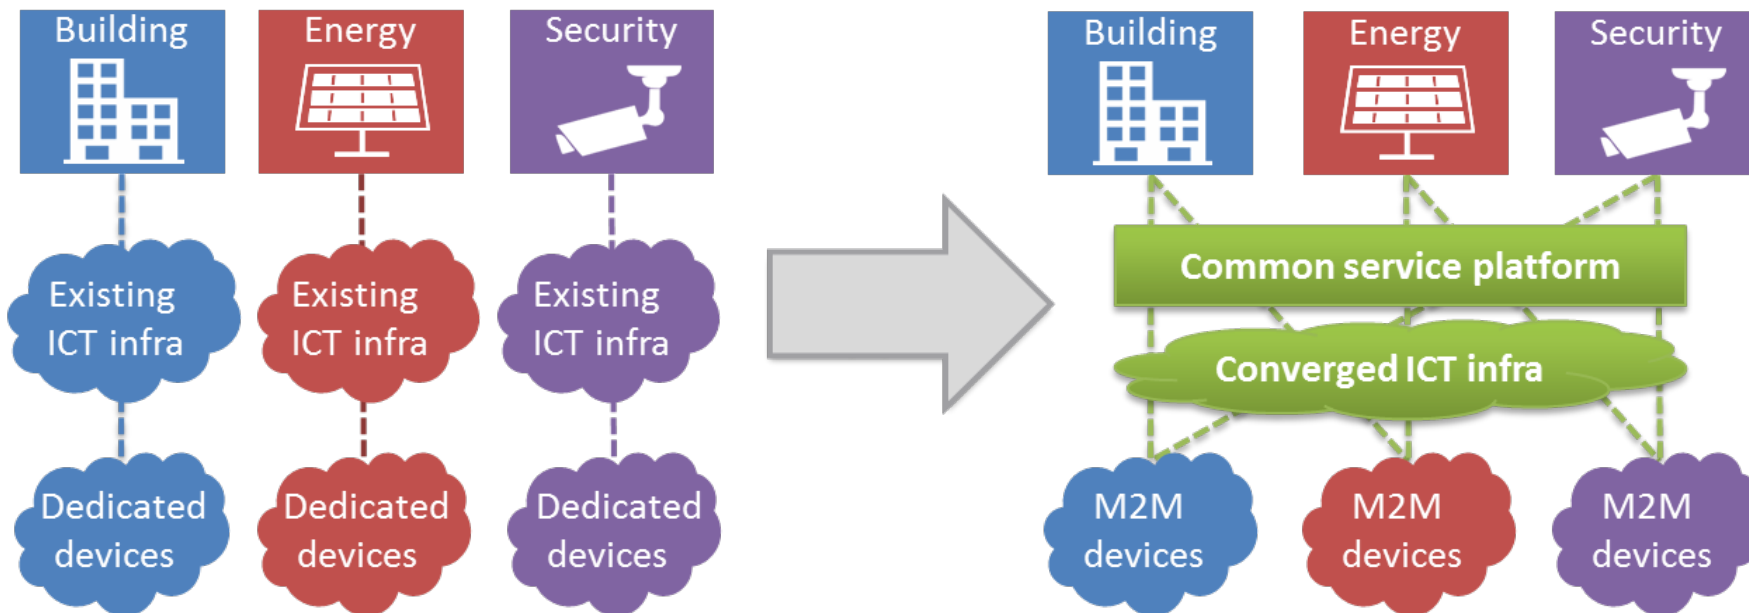 Building
Energy
Security
Existing
ICT infra
Existing
ICT infra
Existing
ICT infra
Dedicated
devices
Dedicated
devices
Dedicated
devices
Building
Energy
Security
Common service platform
Converged ICT infra
M2M
devices
M2M
devices
M2M
devices